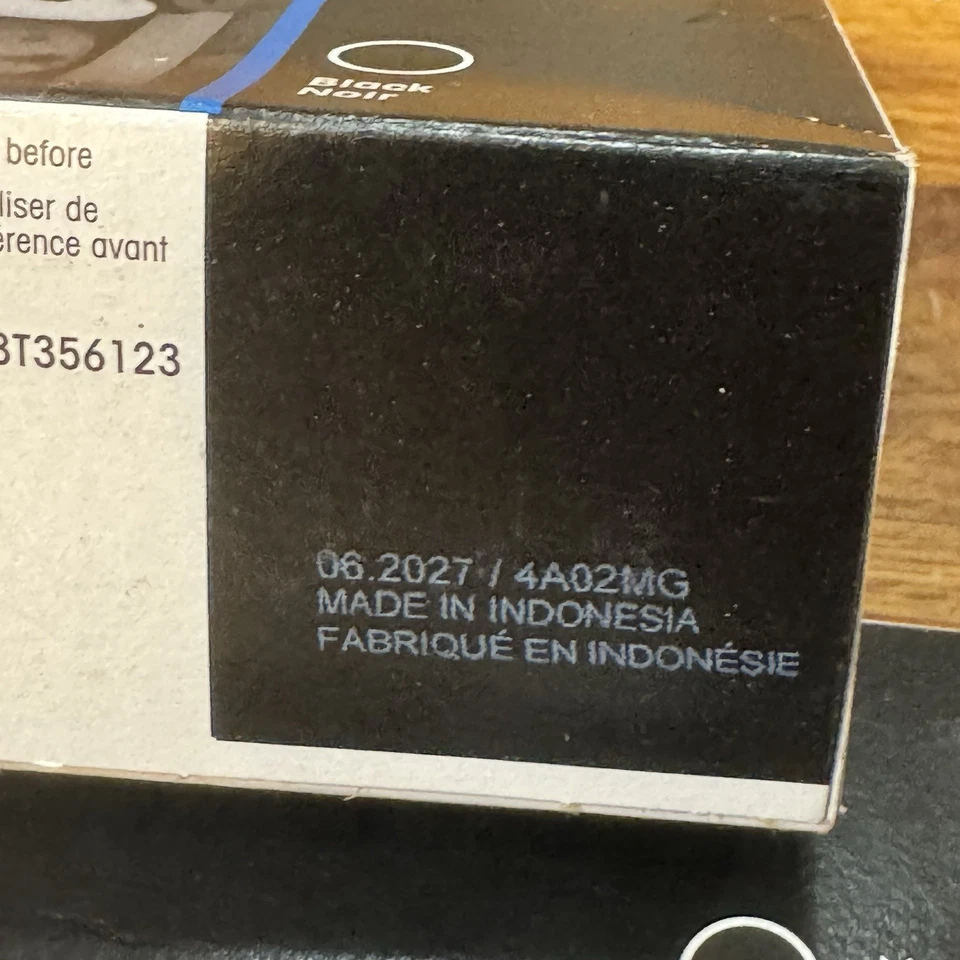 Black
Noir
before
liser de
érence avant
BT356123
06.2027 / 4A02MG
MADE IN INDONESIA
FABRIQUÉ EN INDONÉSIE